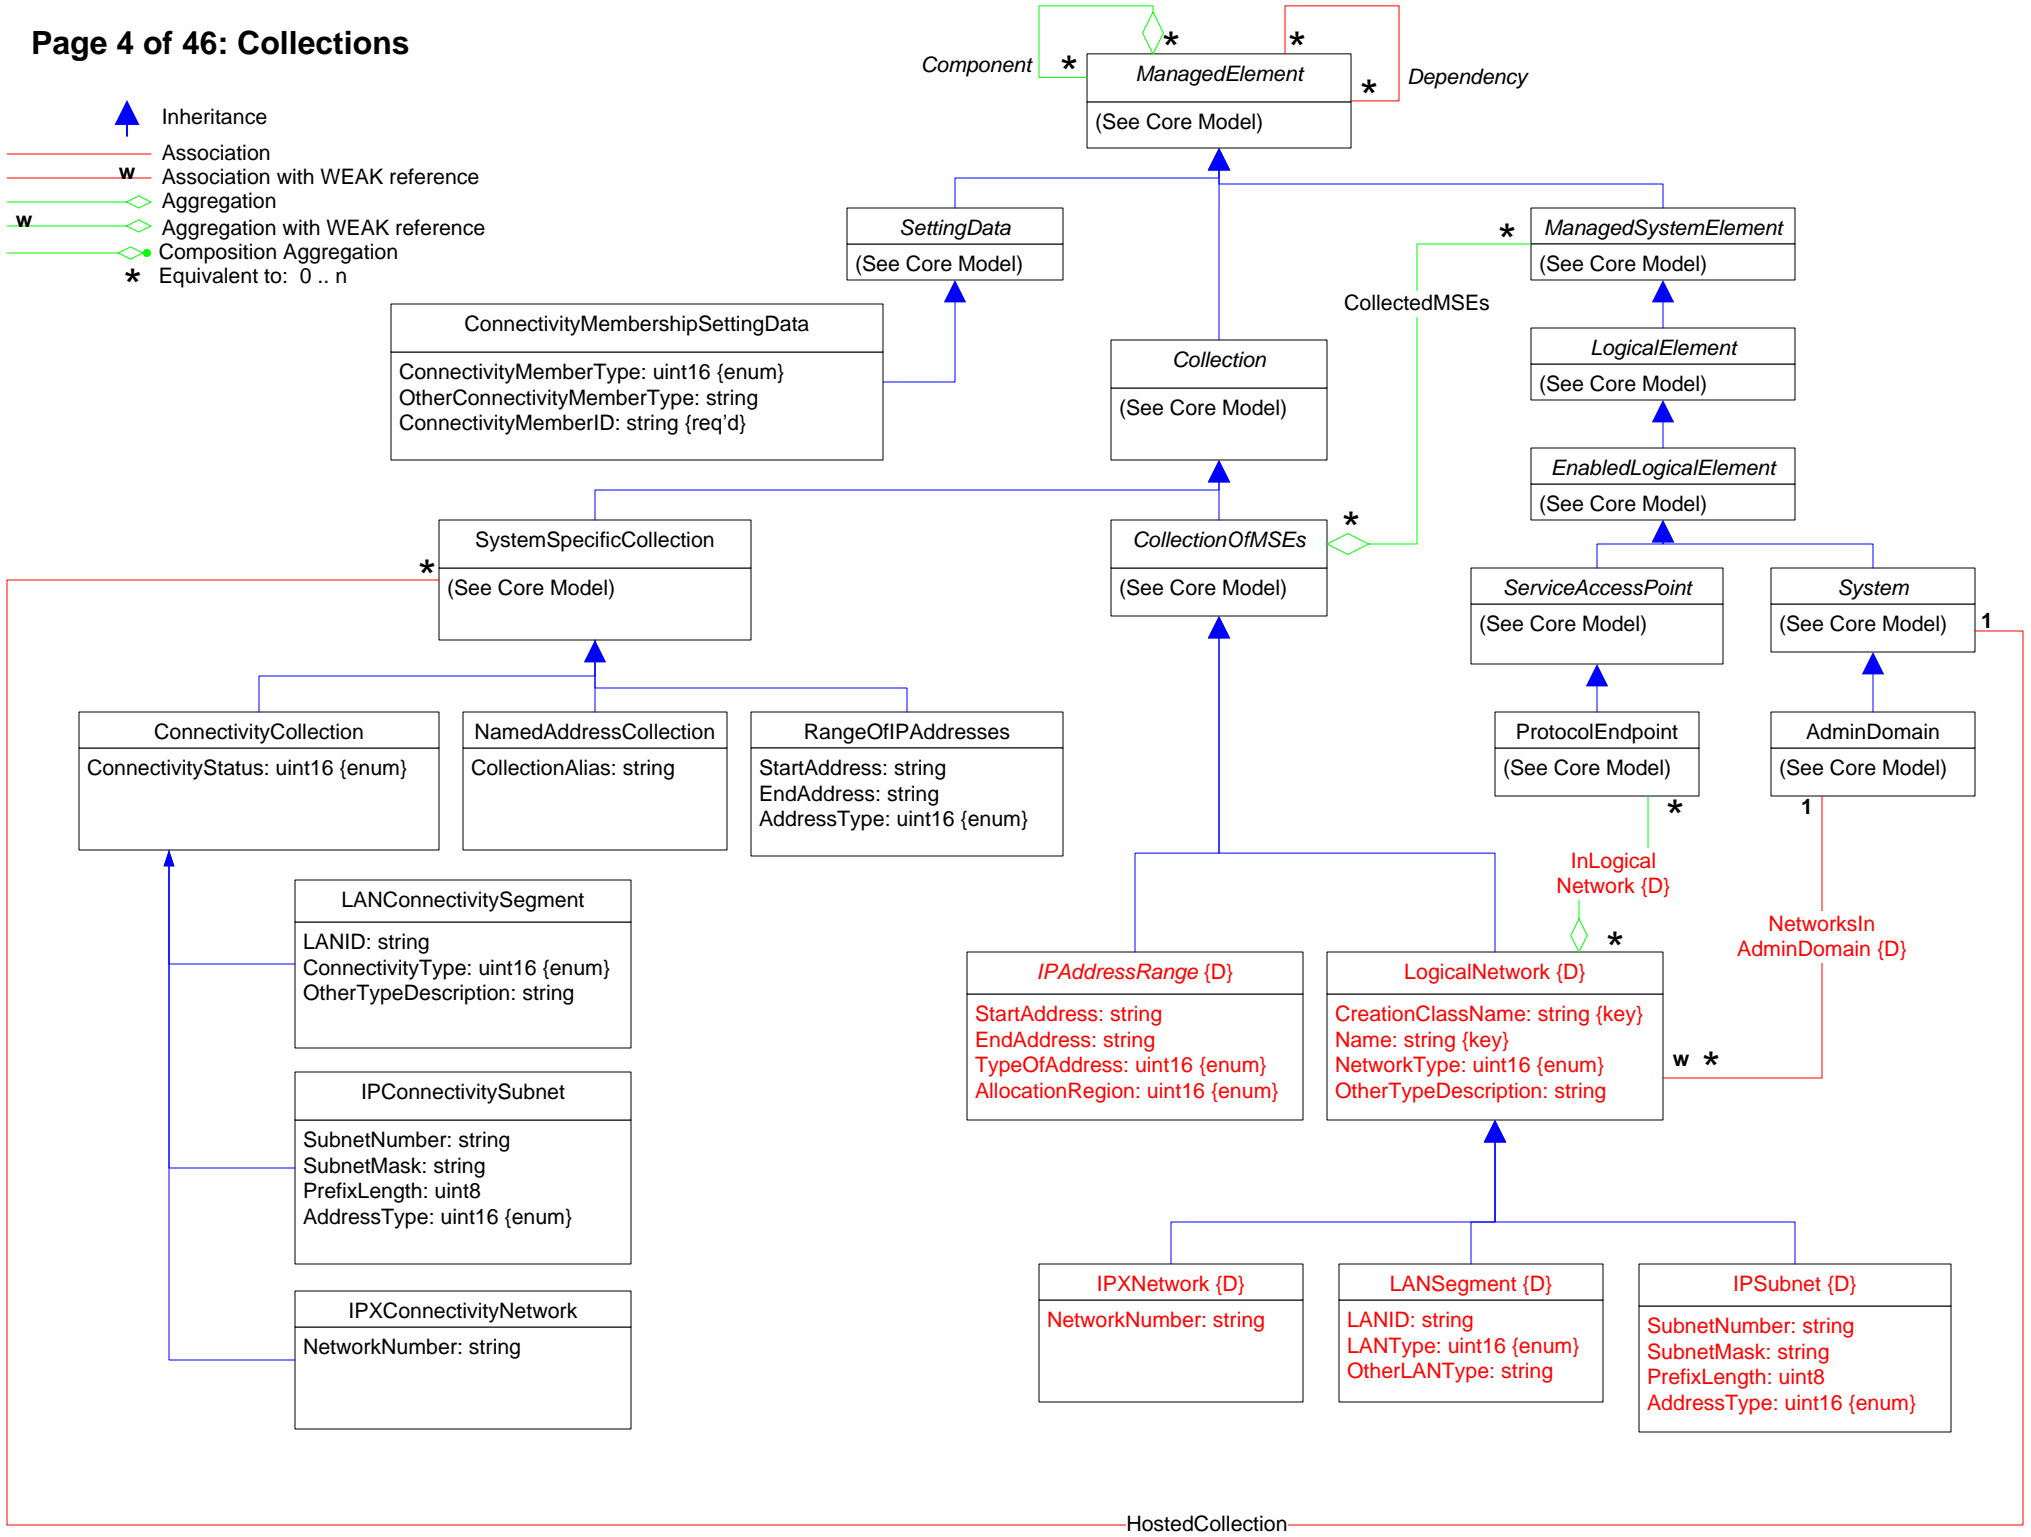 Page 4 of 46: Collections
Inheritance
Association
w
Association with WEAK reference
Aggregation
w
Aggregation with WEAK reference
Composition Aggregation
* Equivalent to: 0 .. n
Component
*
*
*
*
Dependency
ManagedElement
(See Core Model)
SettingData
(See Core Model)
*
ManagedSystemElement
(See Core Model)
CollectedMSEs
ConnectivityMembershipSettingData
ConnectivityMemberType: uint16 {enum}
OtherConnectivityMemberType: string
ConnectivityMemberID: string {req'd}
Collection
(See Core Model)
LogicalElement
(See Core Model)
EnabledLogicalElement
(See Core Model)
*
SystemSpecificCollection
(See Core Model)
CollectionOfMSEs
(See Core Model)
*
ServiceAccessPoint
(See Core Model)
System
(See Core Model)
1
ConnectivityCollection
ConnectivityStatus: uint16 {enum}
NamedAddressCollection
CollectionAlias: string
RangeOfIPAddresses
StartAddress: string
EndAddress: string
AddressType: uint16 {enum}
ProtocolEndpoint
(See Core Model)
AdminDomain
(See Core Model)
*
1
InLogical
Network {D}
*
NetworksIn
AdminDomain {D}
LANConnectivitySegment
LANID: string
ConnectivityType: uint16 {enum}
OtherTypeDescription: string
IPAddressRange {D}
StartAddress: string
EndAddress: string
TypeOfAddress: uint16 {enum}
AllocationRegion: uint16 {enum}
LogicalNetwork {D}
CreationClassName: string {key}
Name: string {key}
NetworkType: uint16 {enum}
OtherTypeDescription: string
w *
IPConnectivitySubnet
SubnetNumber: string
SubnetMask: string
PrefixLength: uint8
AddressType: uint16 {enum}
IPXConnectivityNetwork
NetworkNumber: string
IPXNetwork {D}
NetworkNumber: string
LANSegment {D}
LANID: string
LANType: uint16 {enum}
OtherLANType: string
IPSubnet {D}
SubnetNumber: string
SubnetMask: string
PrefixLength: uint8
AddressType: uint16 {enum}
HostedCollection